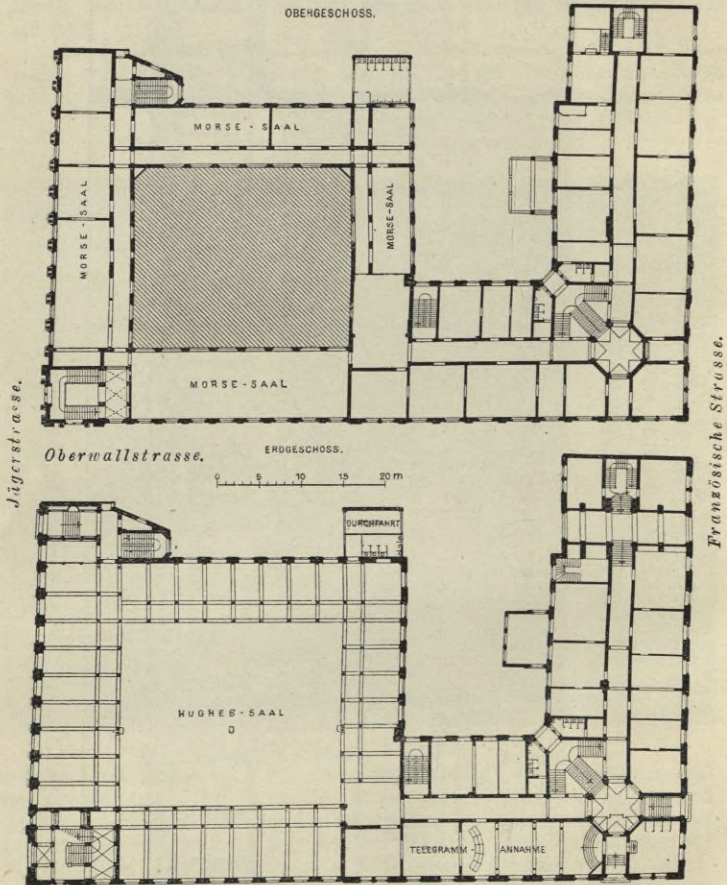 OBERGESCHOSS.
MORSE-SAAL
MORSE-SAAL
MORSE-SAAL
MORSE-SAAL
Jägerstrasse.
Oberwallstrasse.
Französische Strasse.
ERDGESCHOSS.
0 5 10 15 20 m
DURCHFAHRT
HUGHES-SAAL
TELEGRAMM-ANNAHME